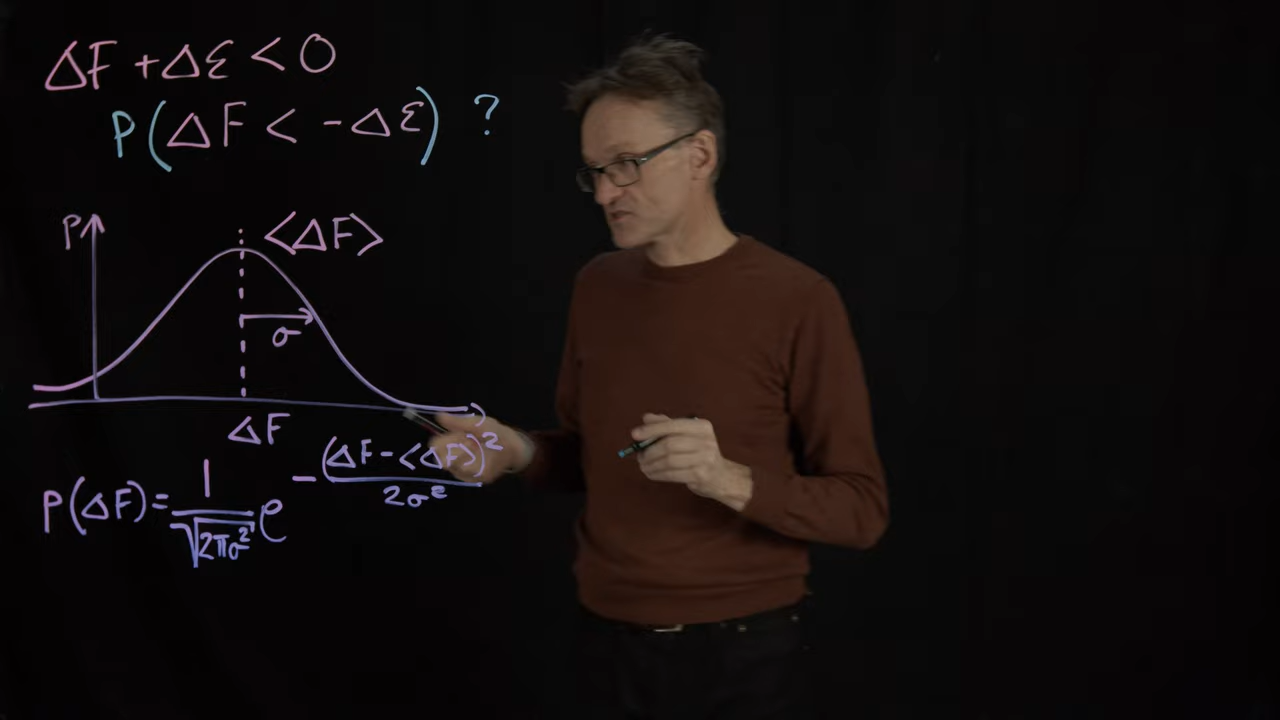 ΔF + Δε < 0
P(ΔF < -Δε) ?
P
<ΔF>
σ
ΔF
P(ΔF) = 1/√(2πσ²) e^(-(ΔF - <ΔF>)²/2σ²)